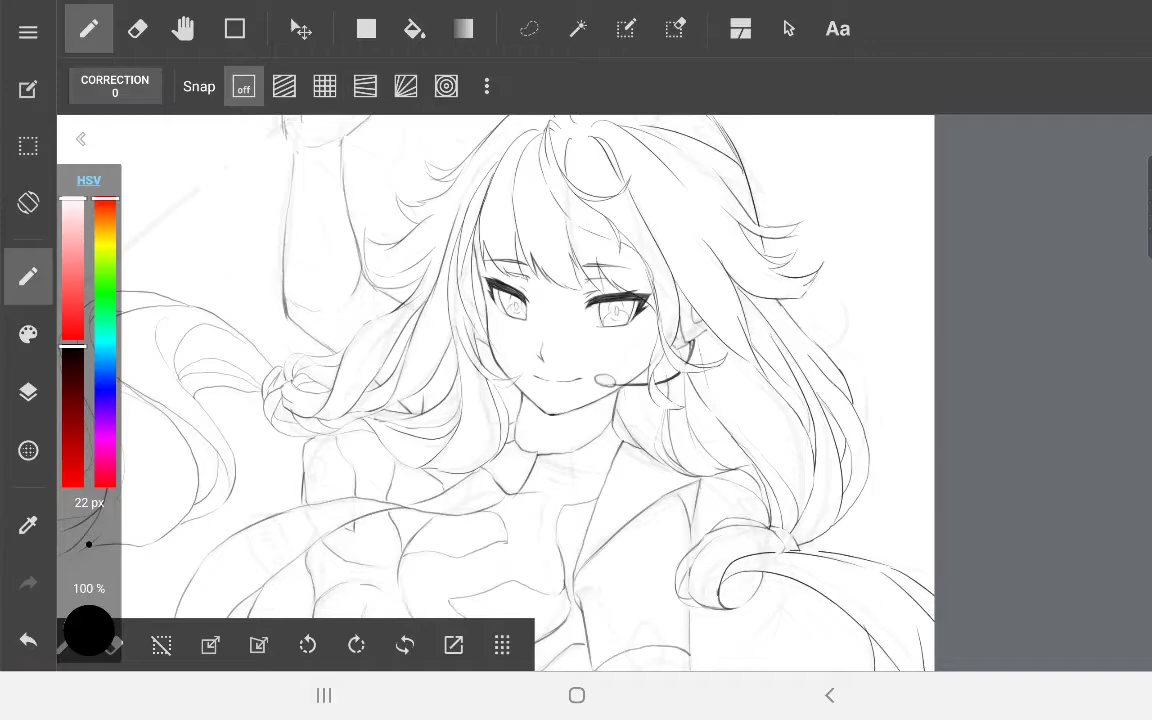 Aa
CORRECTION
0
Snap
off
HSV
22 px
100 %